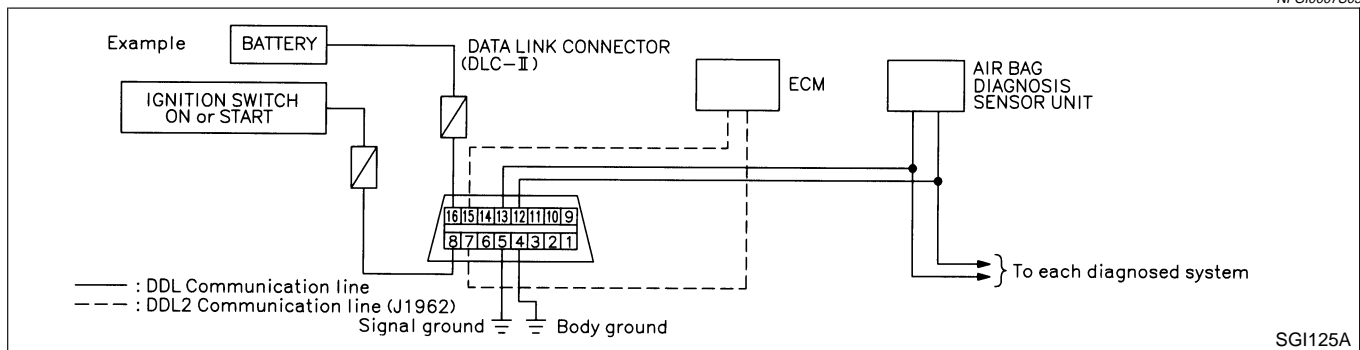 Example
BATTERY
DATA LINK CONNECTOR
(DLC-II)
IGNITION SWITCH
ON or START
ECM
AIR BAG
DIAGNOSIS
SENSOR UNIT
16 15 14 13 12 11 10 9
8 7 6 5 4 3 2 1
To each diagnosed system
: DDL Communication line
: DDL2 Communication line (J1962)
Signal ground
Body ground
SGI125A